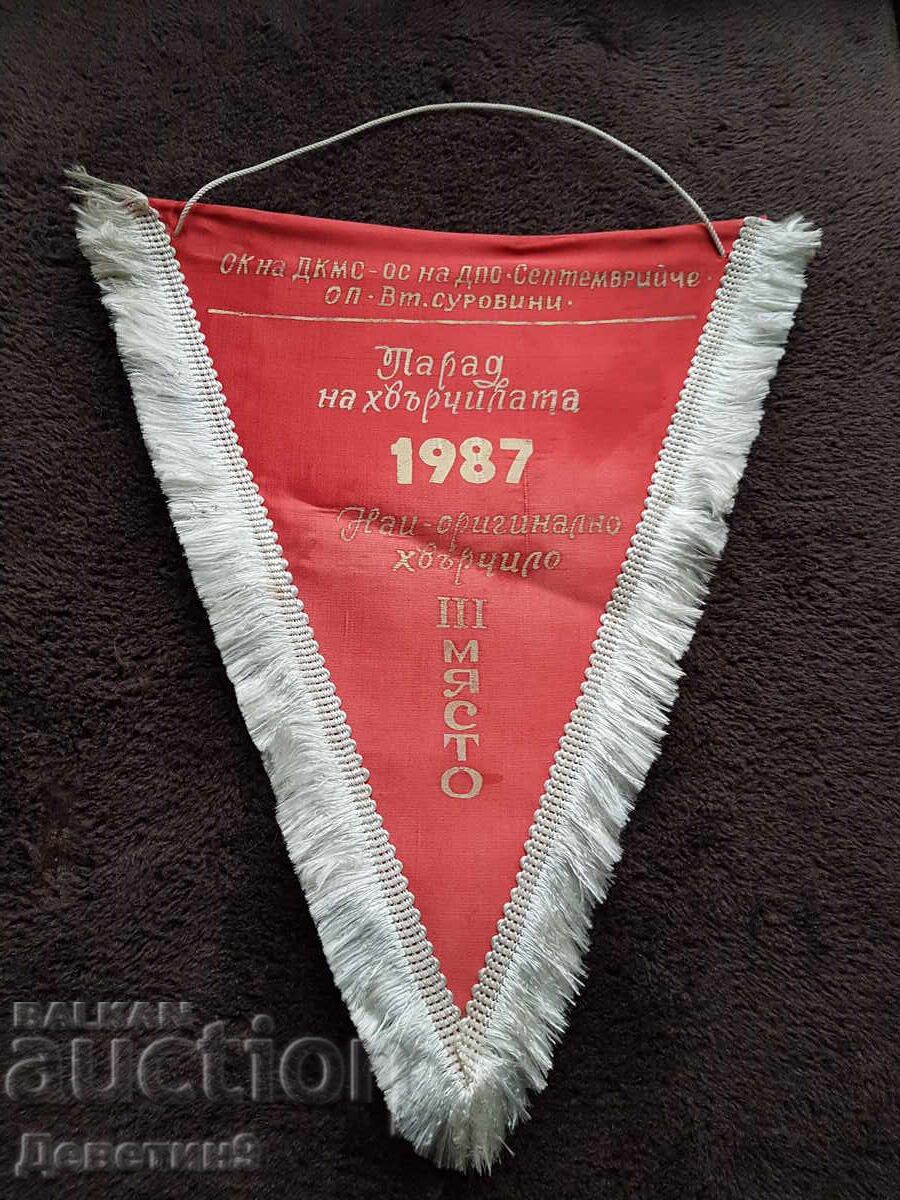 ОК на ДКМС - ОС на ДПО · Септемврийче ·
ОП · Вт. суровини ·
Парад
на хвърчилата
1987
Най-оригинално
хвърчило
III
МЯСТО
BALKAN
auction
Деветин9